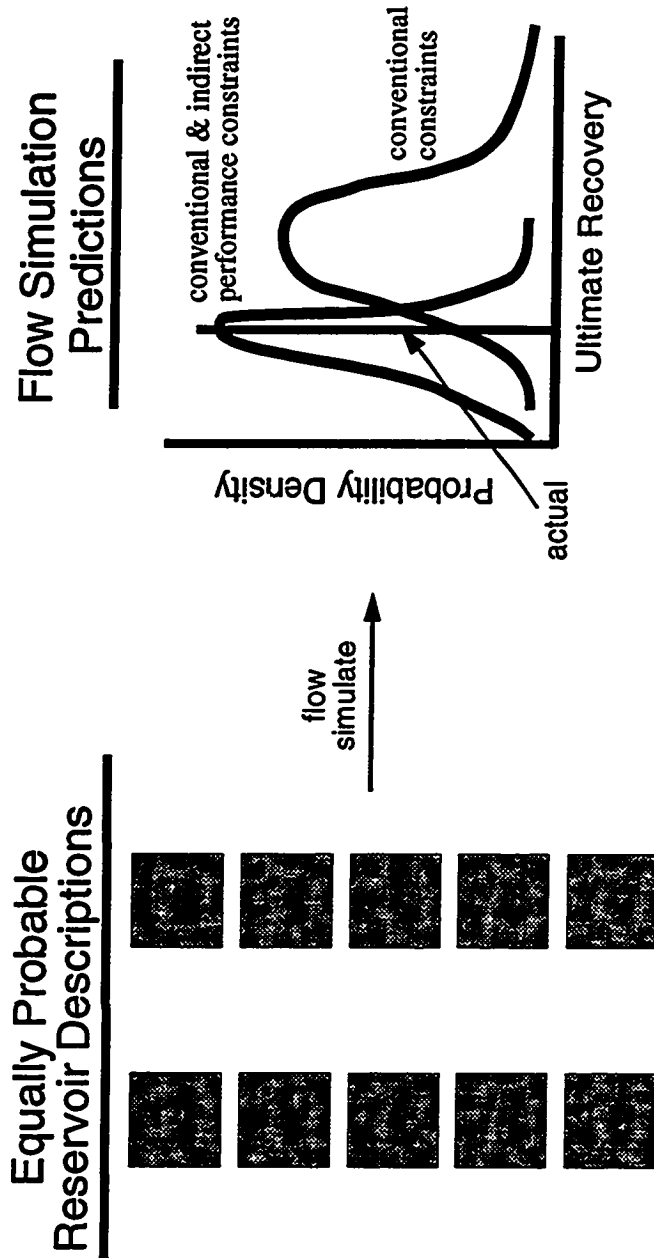 Equally Probable
Reservoir Descriptions
flow
simulate
Flow Simulation
Predictions
conventional & indirect
performance constraints
conventional
constraints
Probability Density
actual
Ultimate Recovery